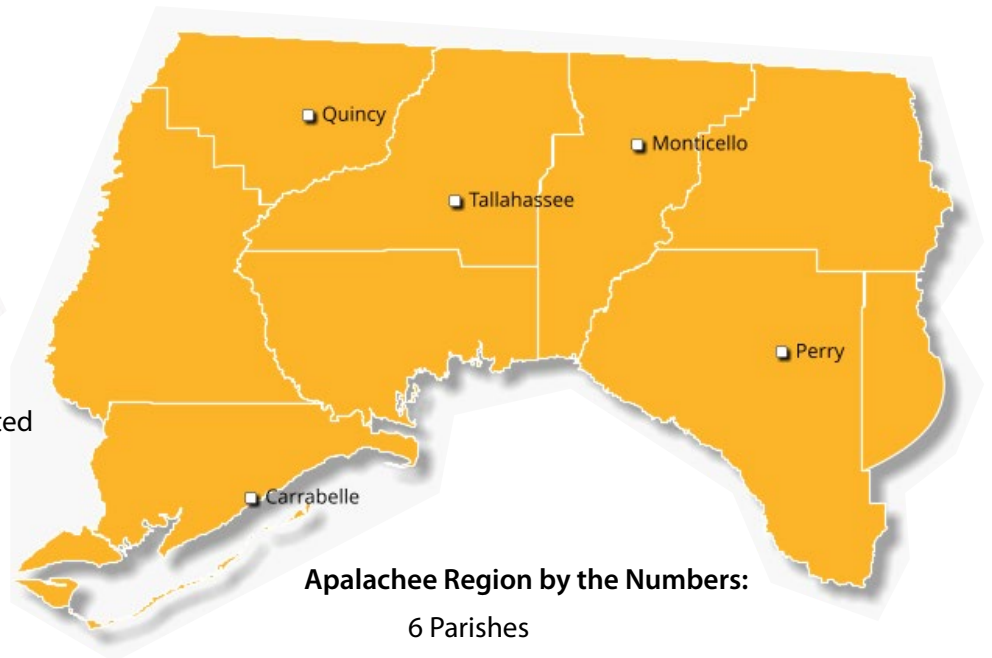 Quincy
Monticello
Tallahassee
Perry
Carrabelle
Apalachee Region by the Numbers:
6 Parishes